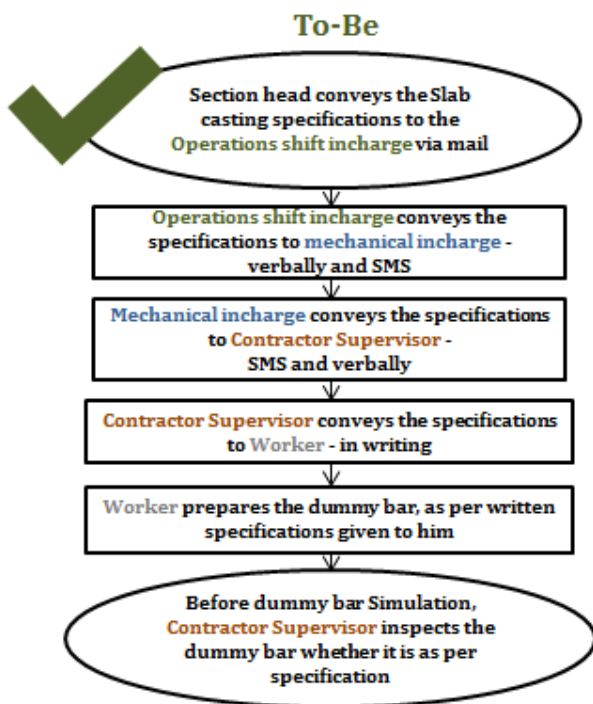 To-Be
Section head conveys the Slab
casting specifications to the
Operations shift incharge via mail
Operations shift incharge conveys the
specifications to mechanical incharge -
verbally and SMS
Mechanical incharge conveys the specifications
to Contractor Supervisor -
SMS and verbally
Contractor Supervisor conveys the specifications
to Worker - in writing
Worker prepares the dummy bar, as per written
specifications given to him
Before dummy bar Simulation,
Contractor Supervisor inspects the
dummy bar whether it is as per
specification